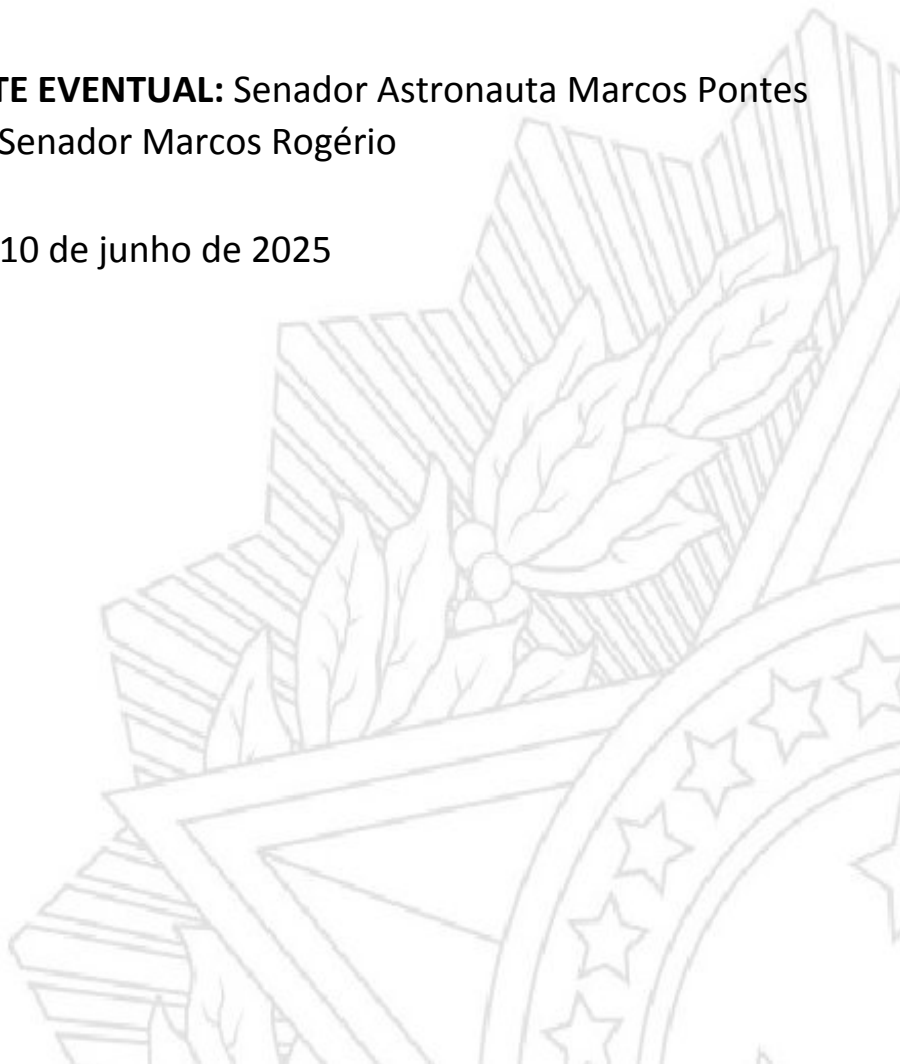 TE EVENTUAL: Senador Astronauta Marcos Pontes
Senador Marcos Rogério
10 de junho de 2025